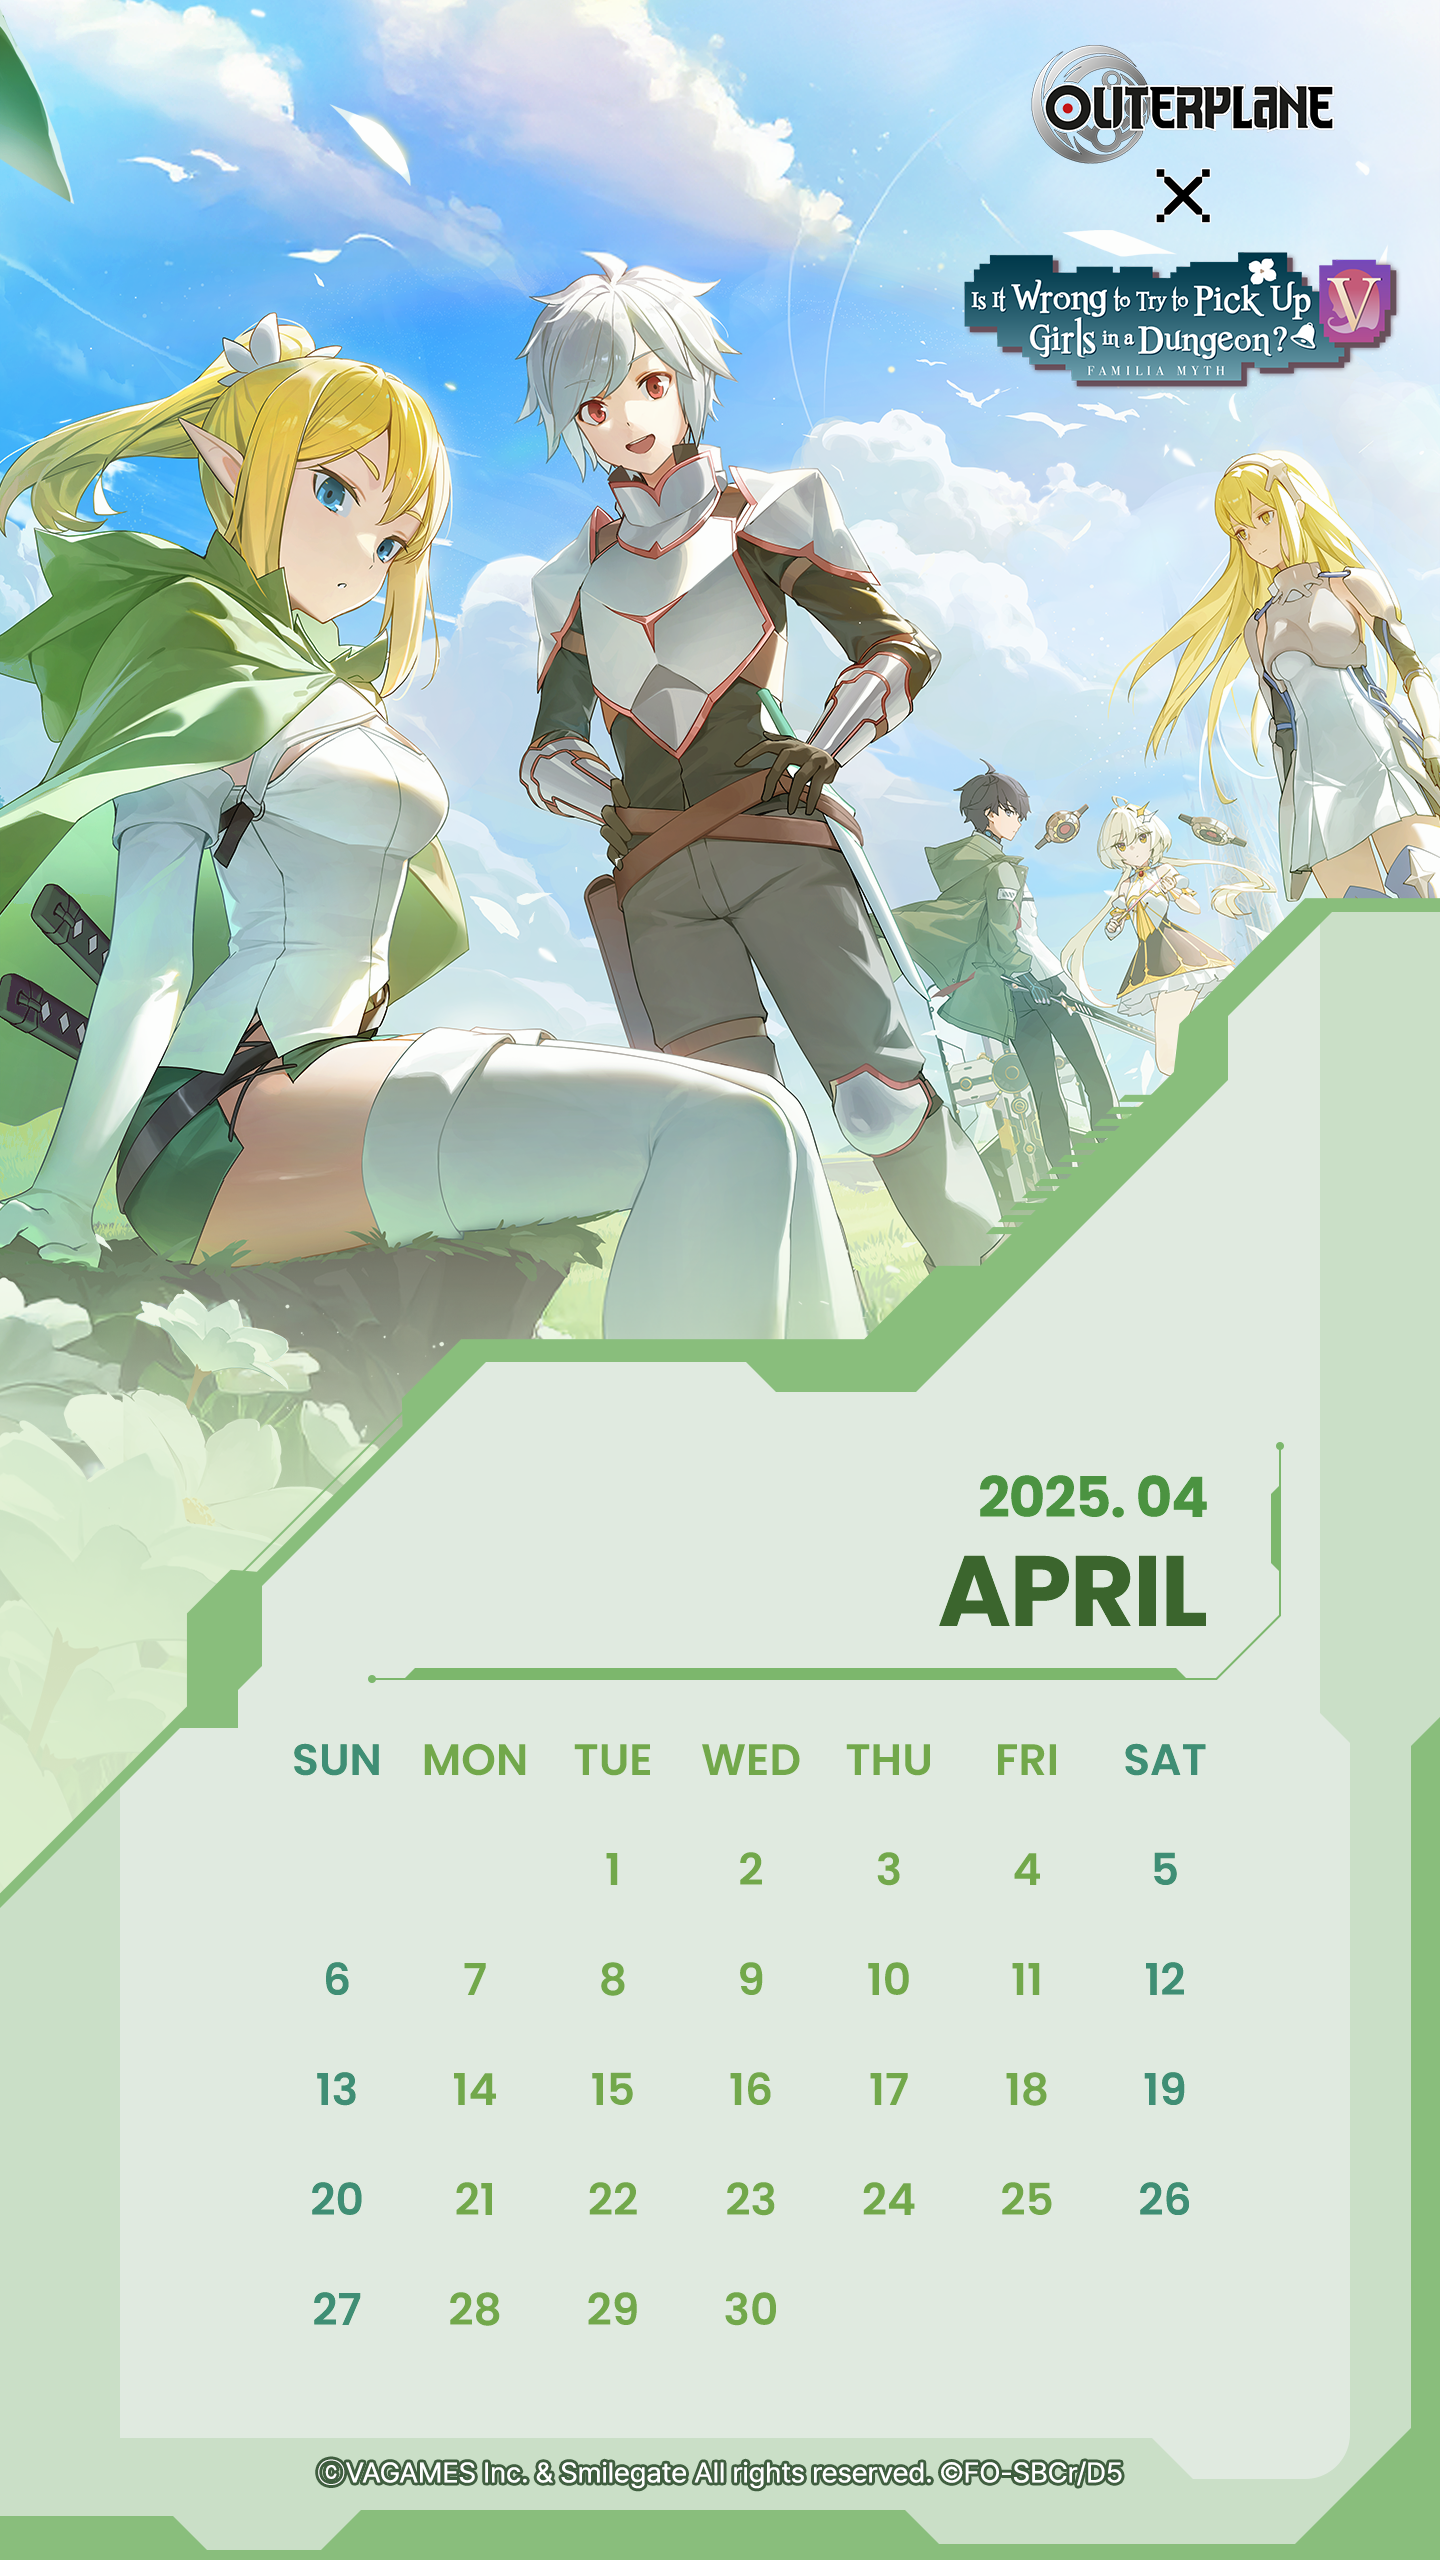 OUTERPLANE
Is It Wrong to Try to Pick Up
Girls in a Dungeon?
V
FAMILIA MYTH
2025. 04
APRIL
SUN MON TUE WED THU FRI SAT
1 2 3 4 5
6 7 8 9 10 11 12
13 14 15 16 17 18 19
20 21 22 23 24 25 26
27 28 29 30
©VAGAMES Inc. & Smilegate All rights reserved. ©FO-SBCr/D5